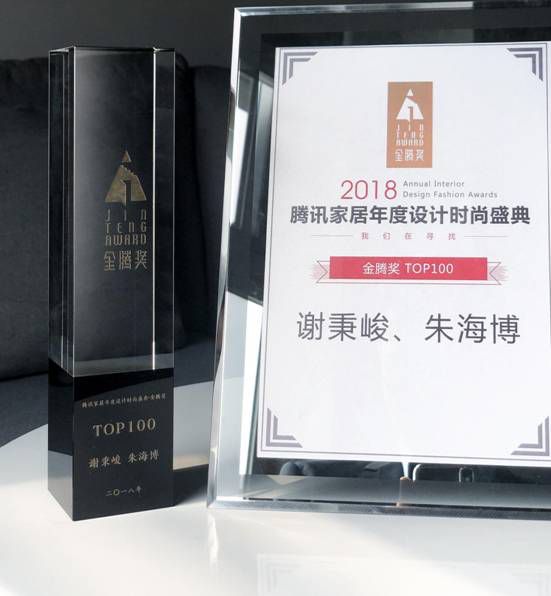 JIN
TENG
AWARD
金腾奖
腾讯家居年度设计时尚盛典·金腾奖
TOP100
谢秉峻 朱海博
二〇一八年
JIN
TENG
AWARD
金腾奖
2018 Annual Interior
Design Fashion Awards
腾讯家居年度设计时尚盛典
我们在寻找
金腾奖 TOP100
谢秉峻、朱海博